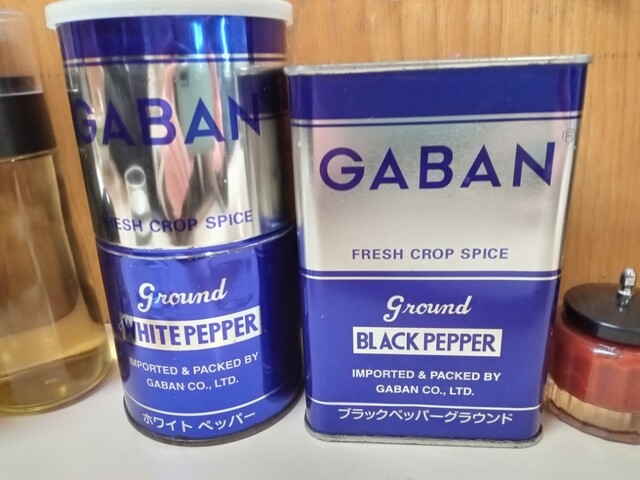 GABAN
FRESH CROP SPICE
Ground
WHITE PEPPER
IMPORTED & PACKED BY
GABAN CO., LTD.
ホワイト ペッパー
GABAN®
FRESH CROP SPICE
Ground
BLACK PEPPER
IMPORTED & PACKED BY
GABAN CO., LTD.
ブラックペッパーグラウンド